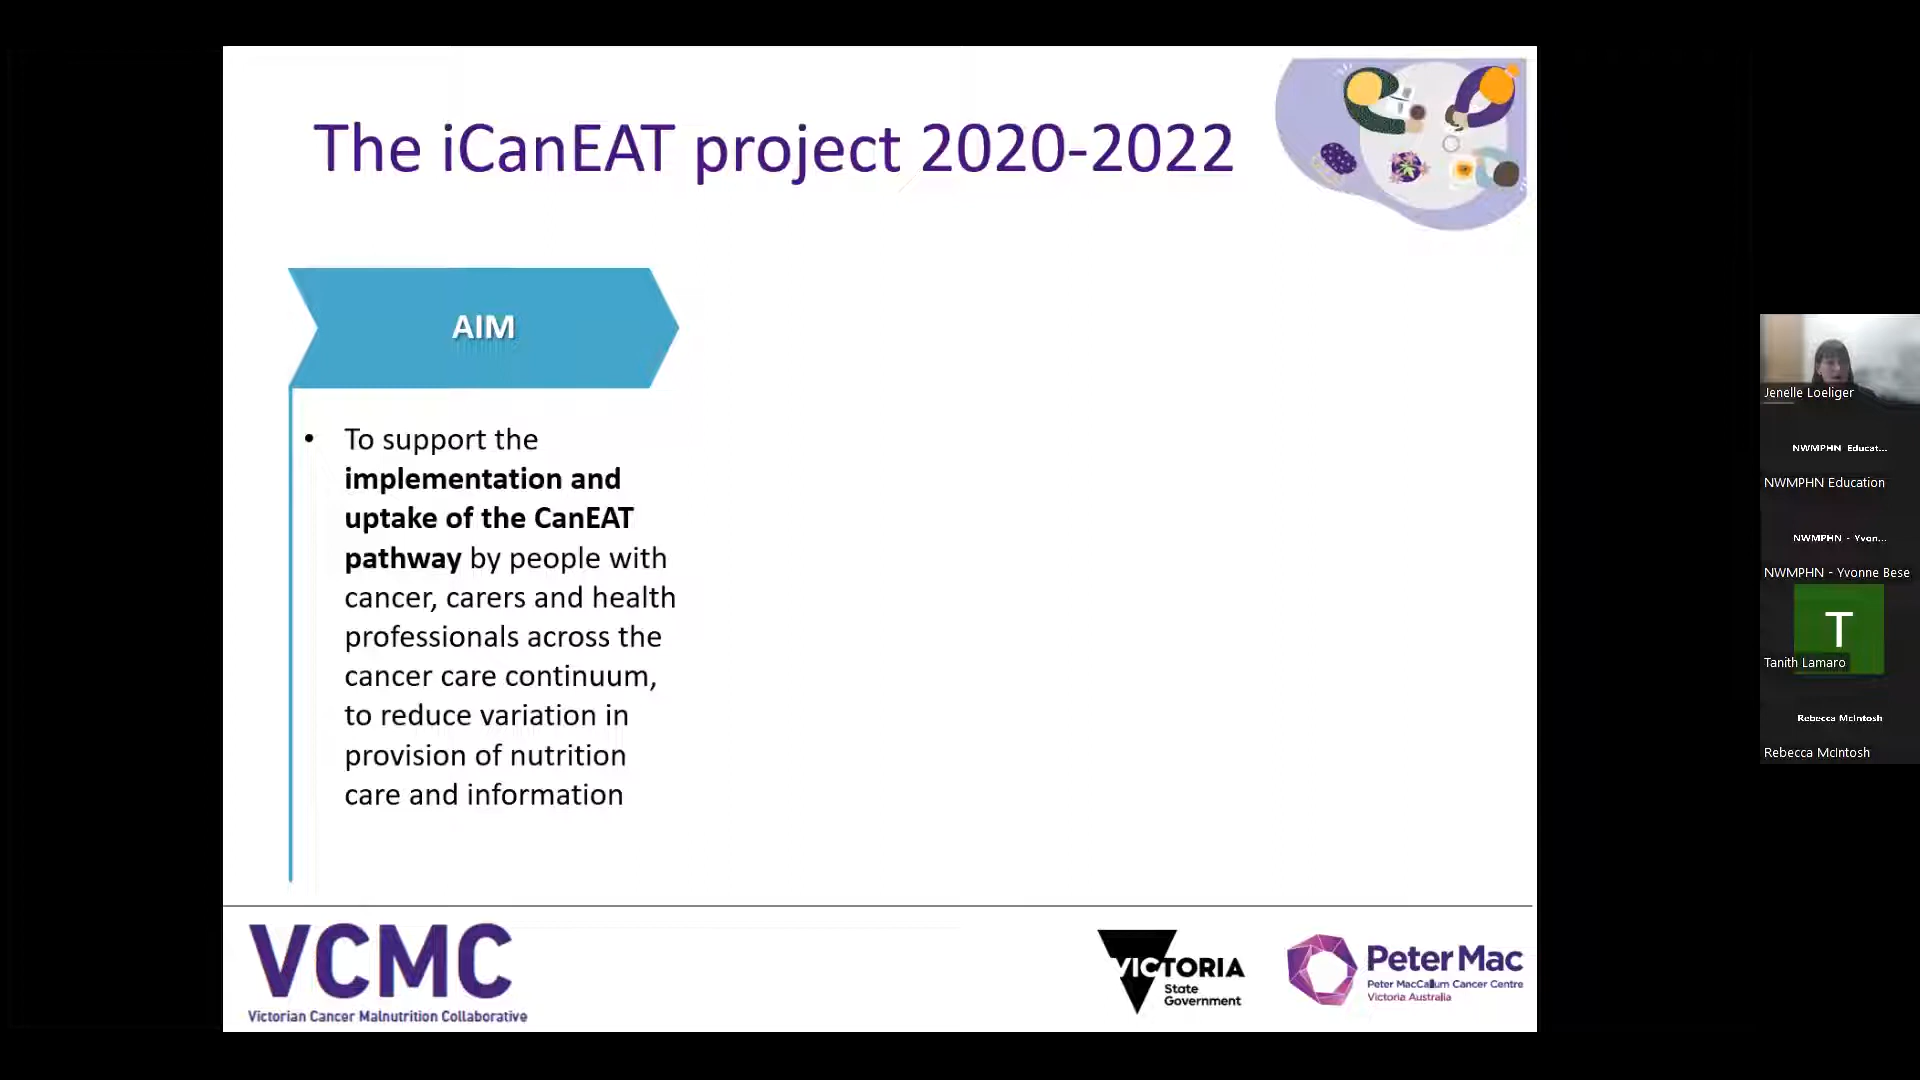 The iCanEAT project 2020-2022
AIM
• To support the
implementation and
uptake of the CanEAT
pathway by people with
cancer, carers and health
professionals across the
cancer care continuum,
to reduce variation in
provision of nutrition
care and information
VCMC
Victorian Cancer Malnutrition Collaborative
VICTORIA
State
Government
Peter Mac
Peter MacCallum Cancer Centre
Victoria Australia
Jenelle Loeliger
NWMPHN Educat...
NWMPHN Education
NWMPHN - Yvon...
NWMPHN - Yvonne Bese
T
Tanith Lamaro
Rebecca McIntosh
Rebecca McIntosh